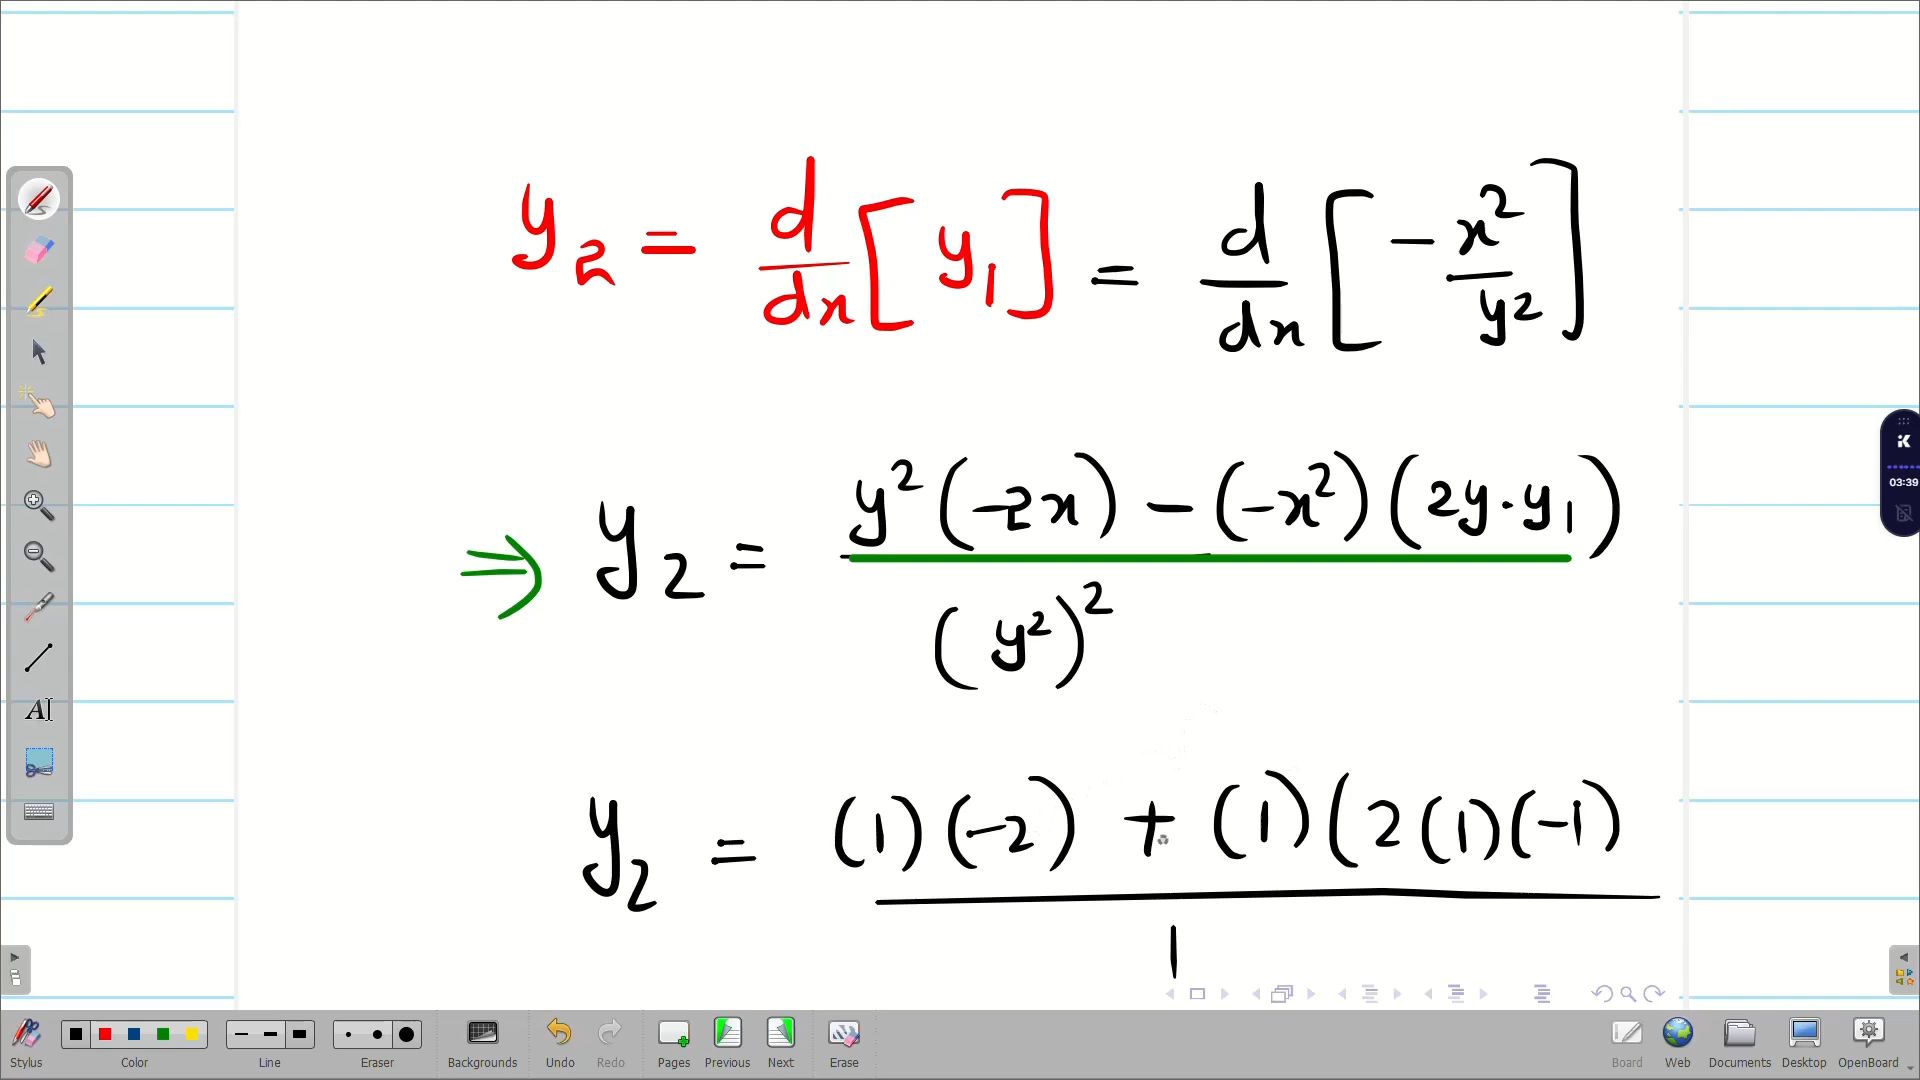 y₂ = d/dx [ y₁ ] = d/dx [ -x²/y² ]
⇒ y₂ = y²(-2x) - (-x²)(2y·y₁) / (y²)²
y₂ = (1)(-2) + (1)(2(1)(-1) / 1
03:39
Stylus Color Line Eraser Backgrounds Undo Redo Pages Previous Next Erase Board Web Documents Desktop OpenBoard